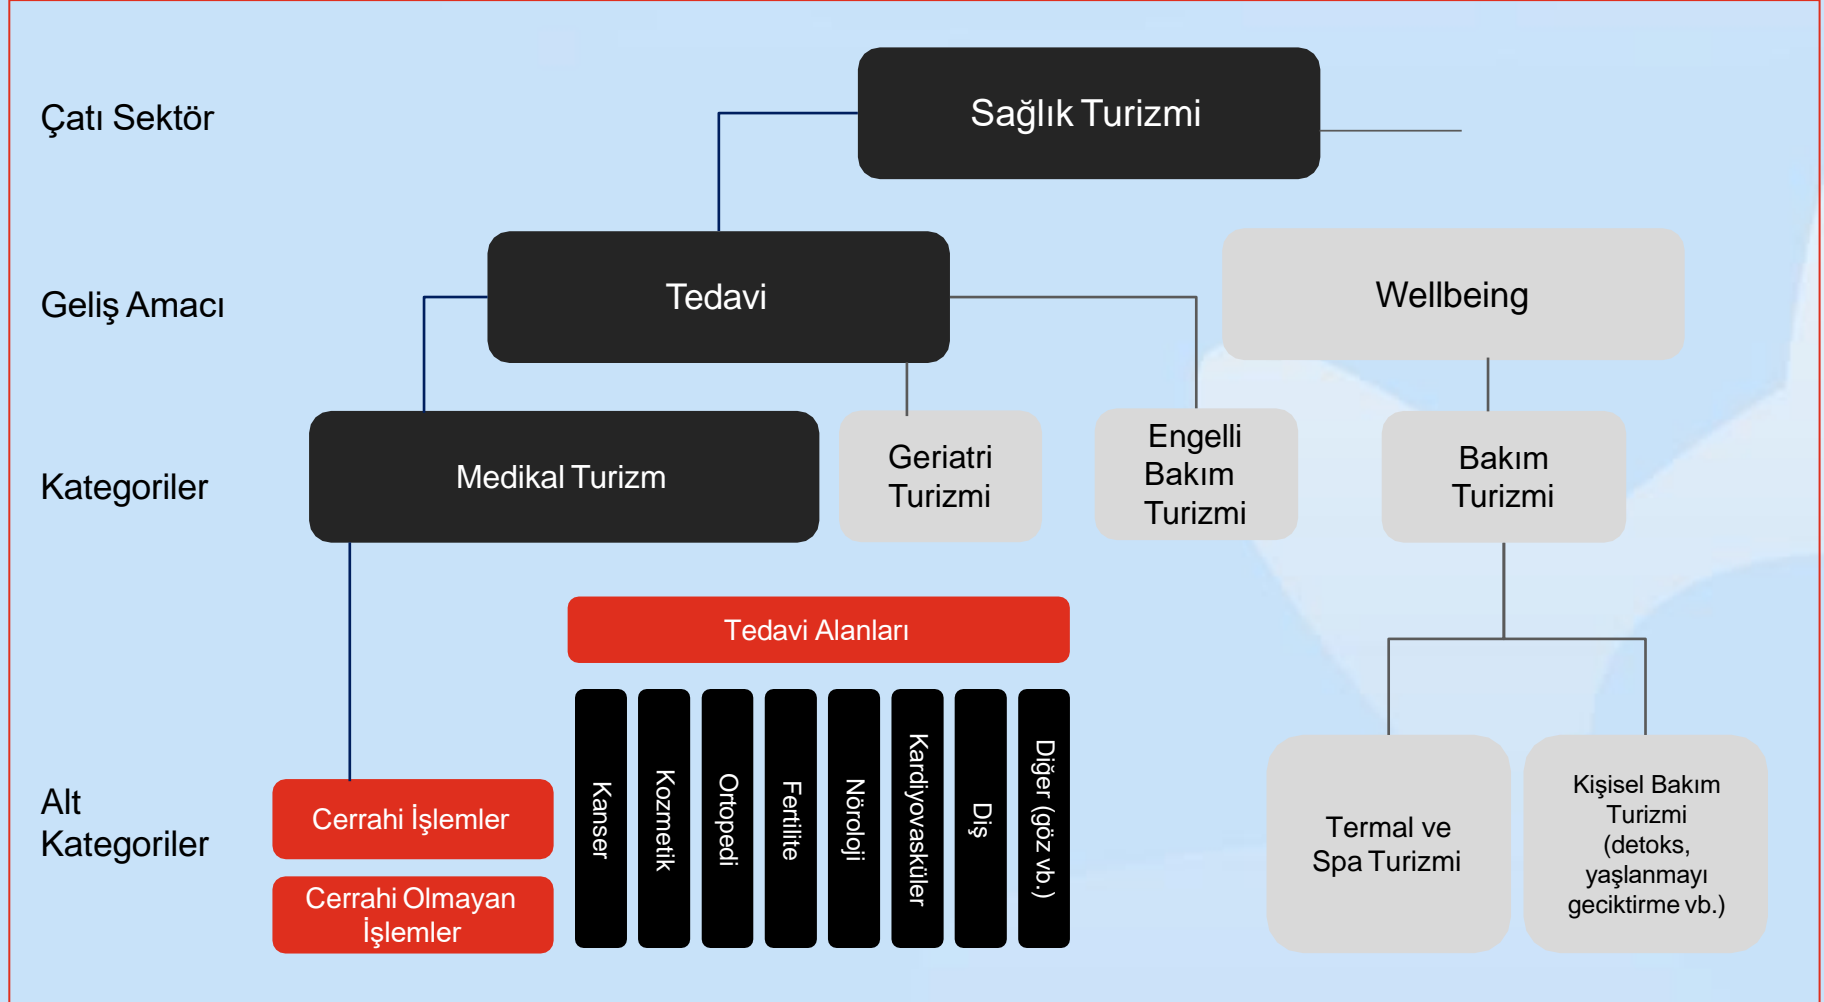 Çatı Sektör
Sağlık Turizmi
Geliş Amacı
Tedavi
Wellbeing
Kategoriler
Medikal Turizm
Geriatri
Turizmi
Engelli
Bakım
Turizmi
Bakım
Turizmi
Tedavi Alanları
Alt
Kategoriler
Cerrahi İşlemler
Cerrahi Olmayan
İşlemler
Kanser
Kozmetik
Ortopedi
Fertilite
Nöroloji
Kardiyovasküler
Diş
Diğer (göz vb.)
Termal ve
Spa Turizmi
Kişisel Bakım
Turizmi
(detoks,
yaşlanmayı
geciktirme vb.)